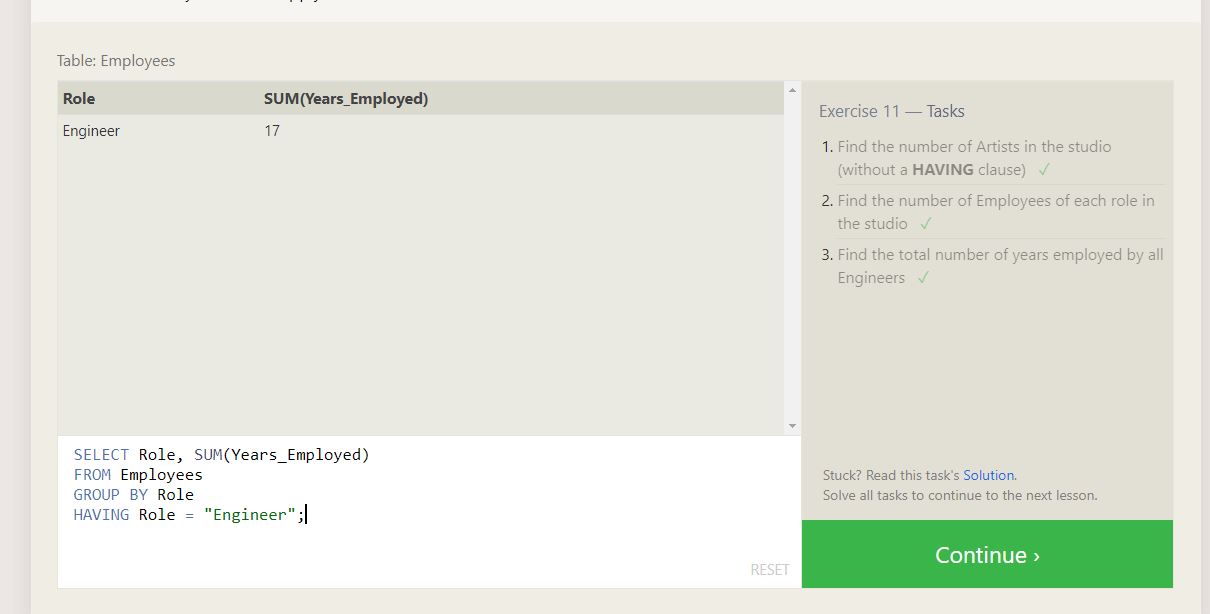 Table: Employees
Role SUM(Years_Employed)
Engineer 17
SELECT Role, SUM(Years_Employed)
FROM Employees
GROUP BY Role
HAVING Role = "Engineer";
RESET
Exercise 11 — Tasks
1. Find the number of Artists in the studio
(without a HAVING clause) ✓
2. Find the number of Employees of each role in
the studio ✓
3. Find the total number of years employed by all
Engineers ✓
Stuck? Read this task's Solution.
Solve all tasks to continue to the next lesson.
Continue ›